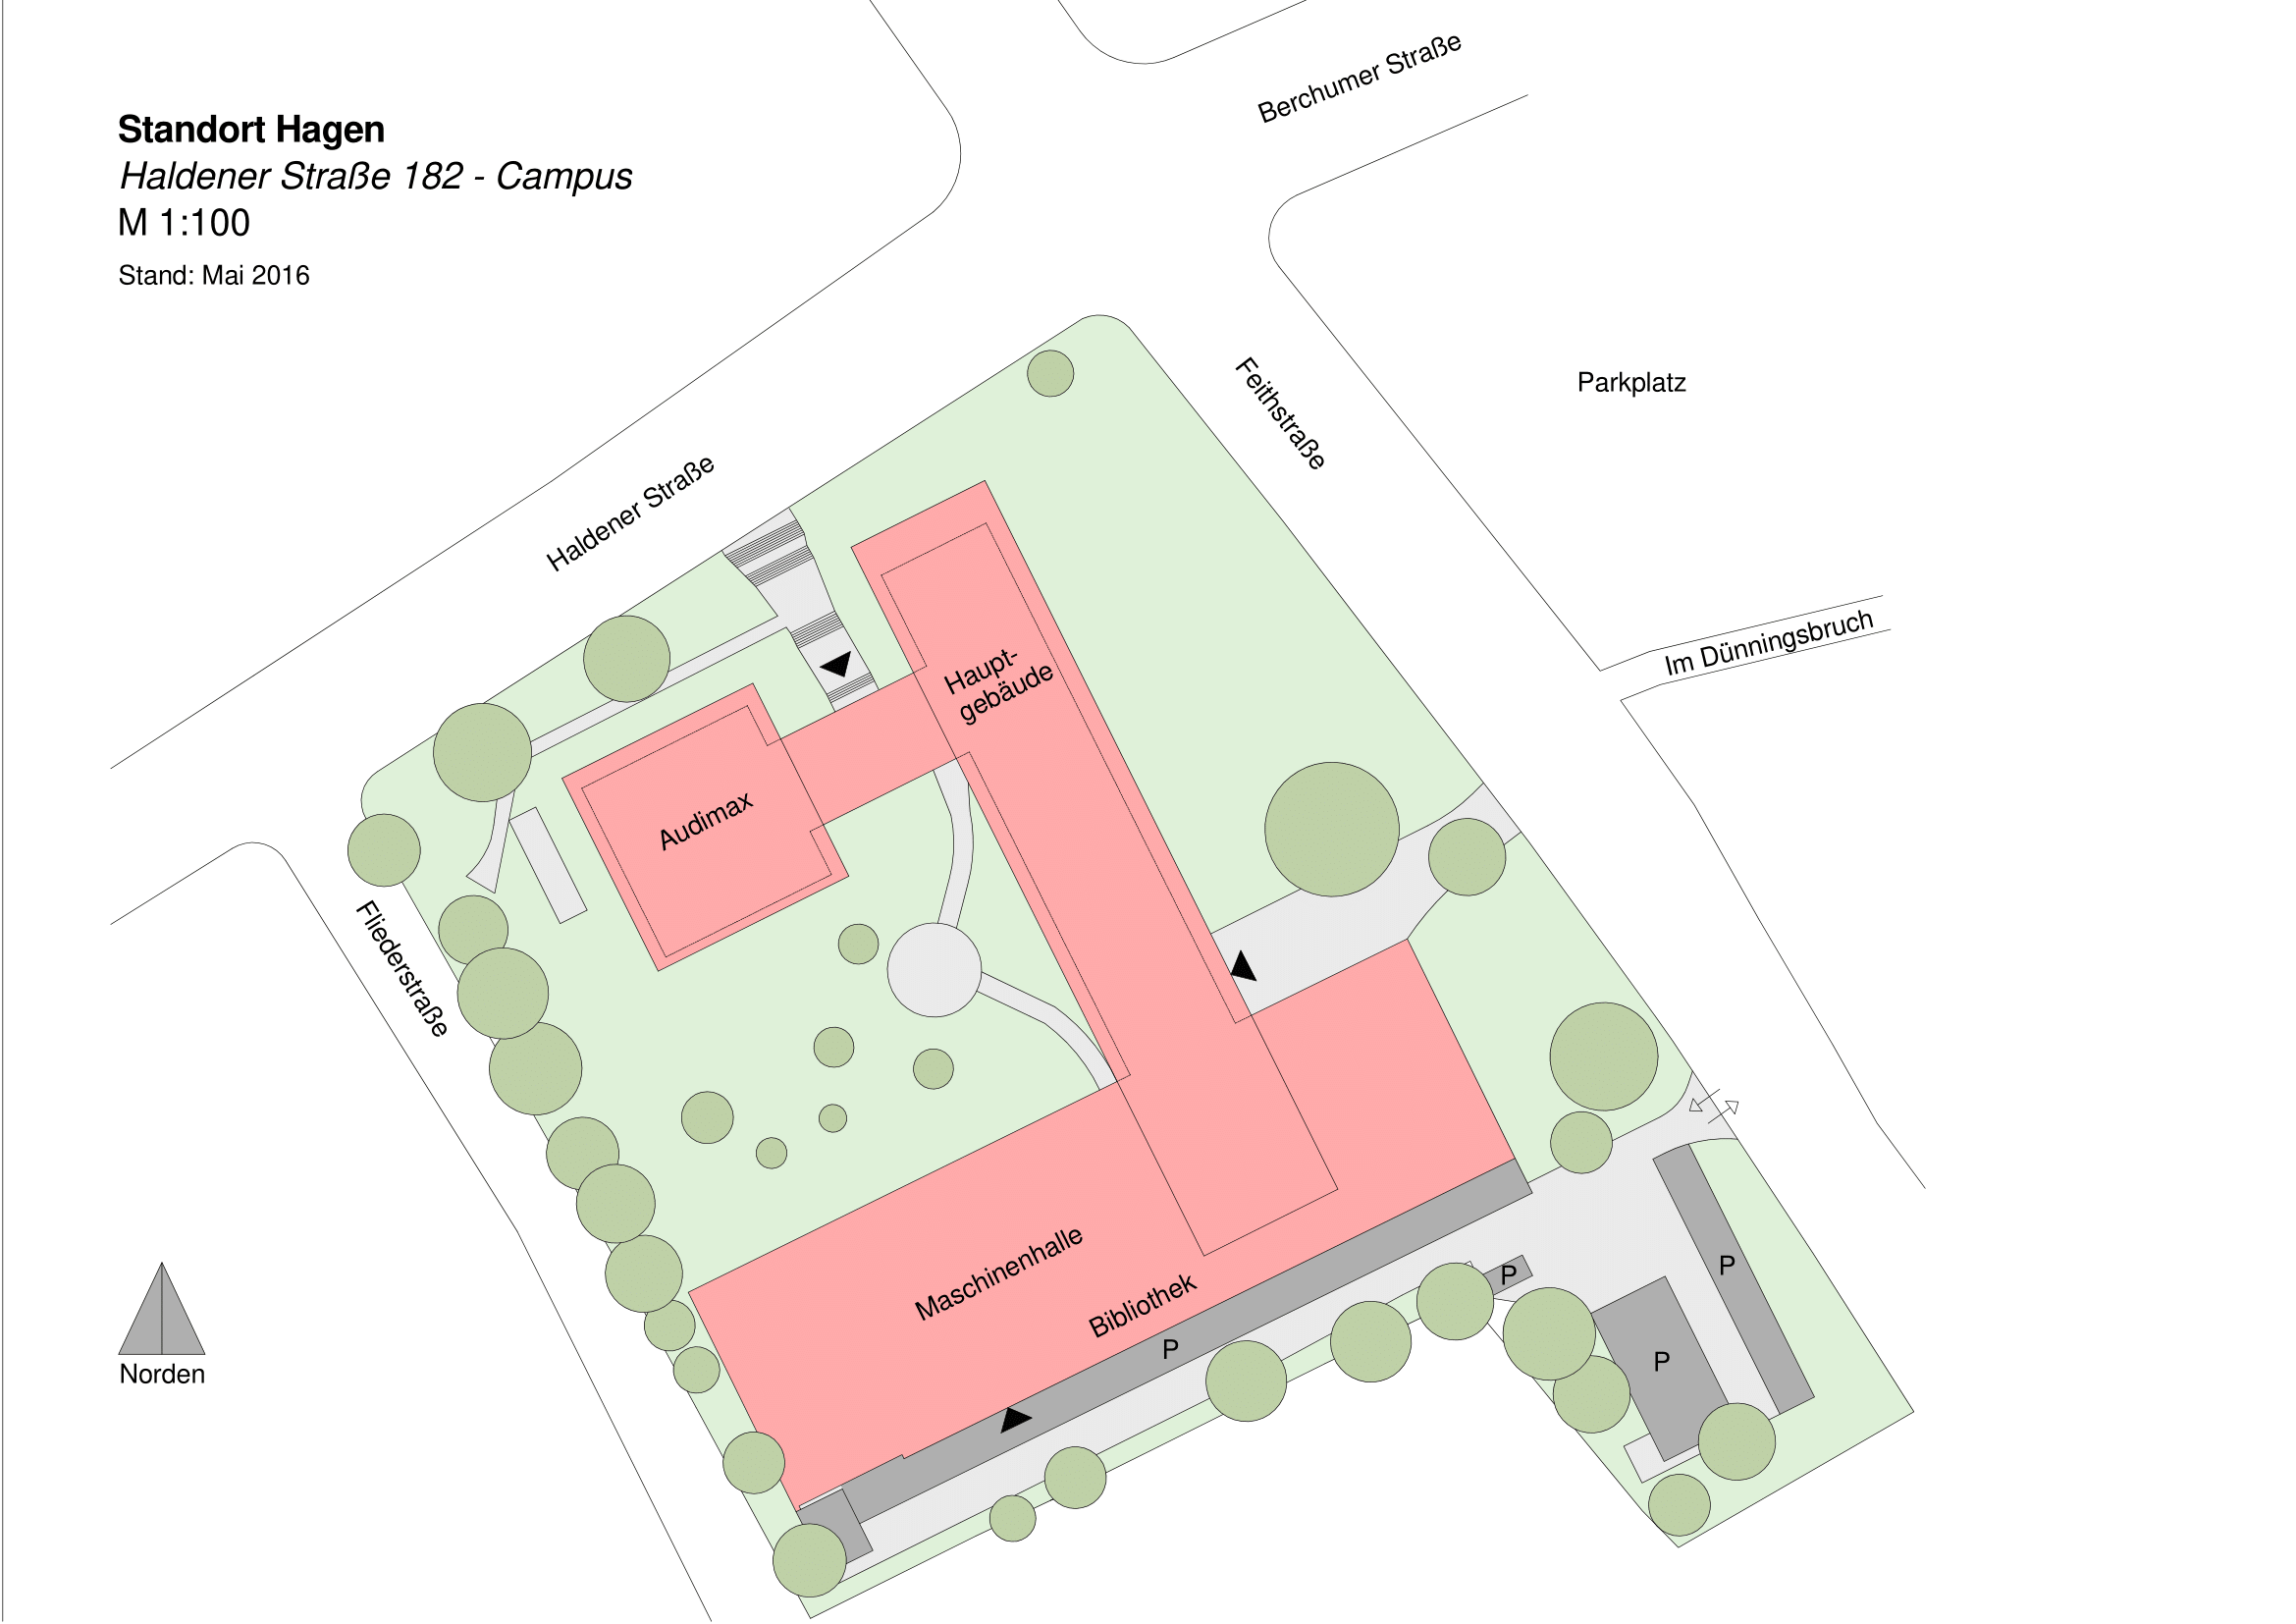 Standort Hagen
Haldener Straße 182 - Campus
M 1:100
Stand: Mai 2016
Berchumer Straße
Parkplatz
Feithstraße
Haldener Straße
Im Dünningsbruch
Haupt-
gebäude
Audimax
Fliederstraße
Maschinenhalle
Bibliothek
P
P
P
P
Norden